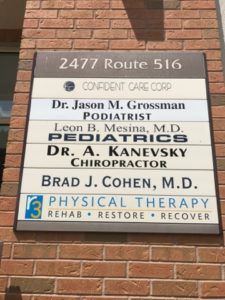 2477 Route 516
CONFIDENT CARE CORP
Dr. Jason M. Grossman
PODIATRIST
Leon B. Mesina, M.D.
PEDIATRICS
DR. A. KANEVSKY
CHIROPRACTOR
BRAD J. COHEN, M.D.
PHYSICAL THERAPY
REHAB • RESTORE • RECOVER